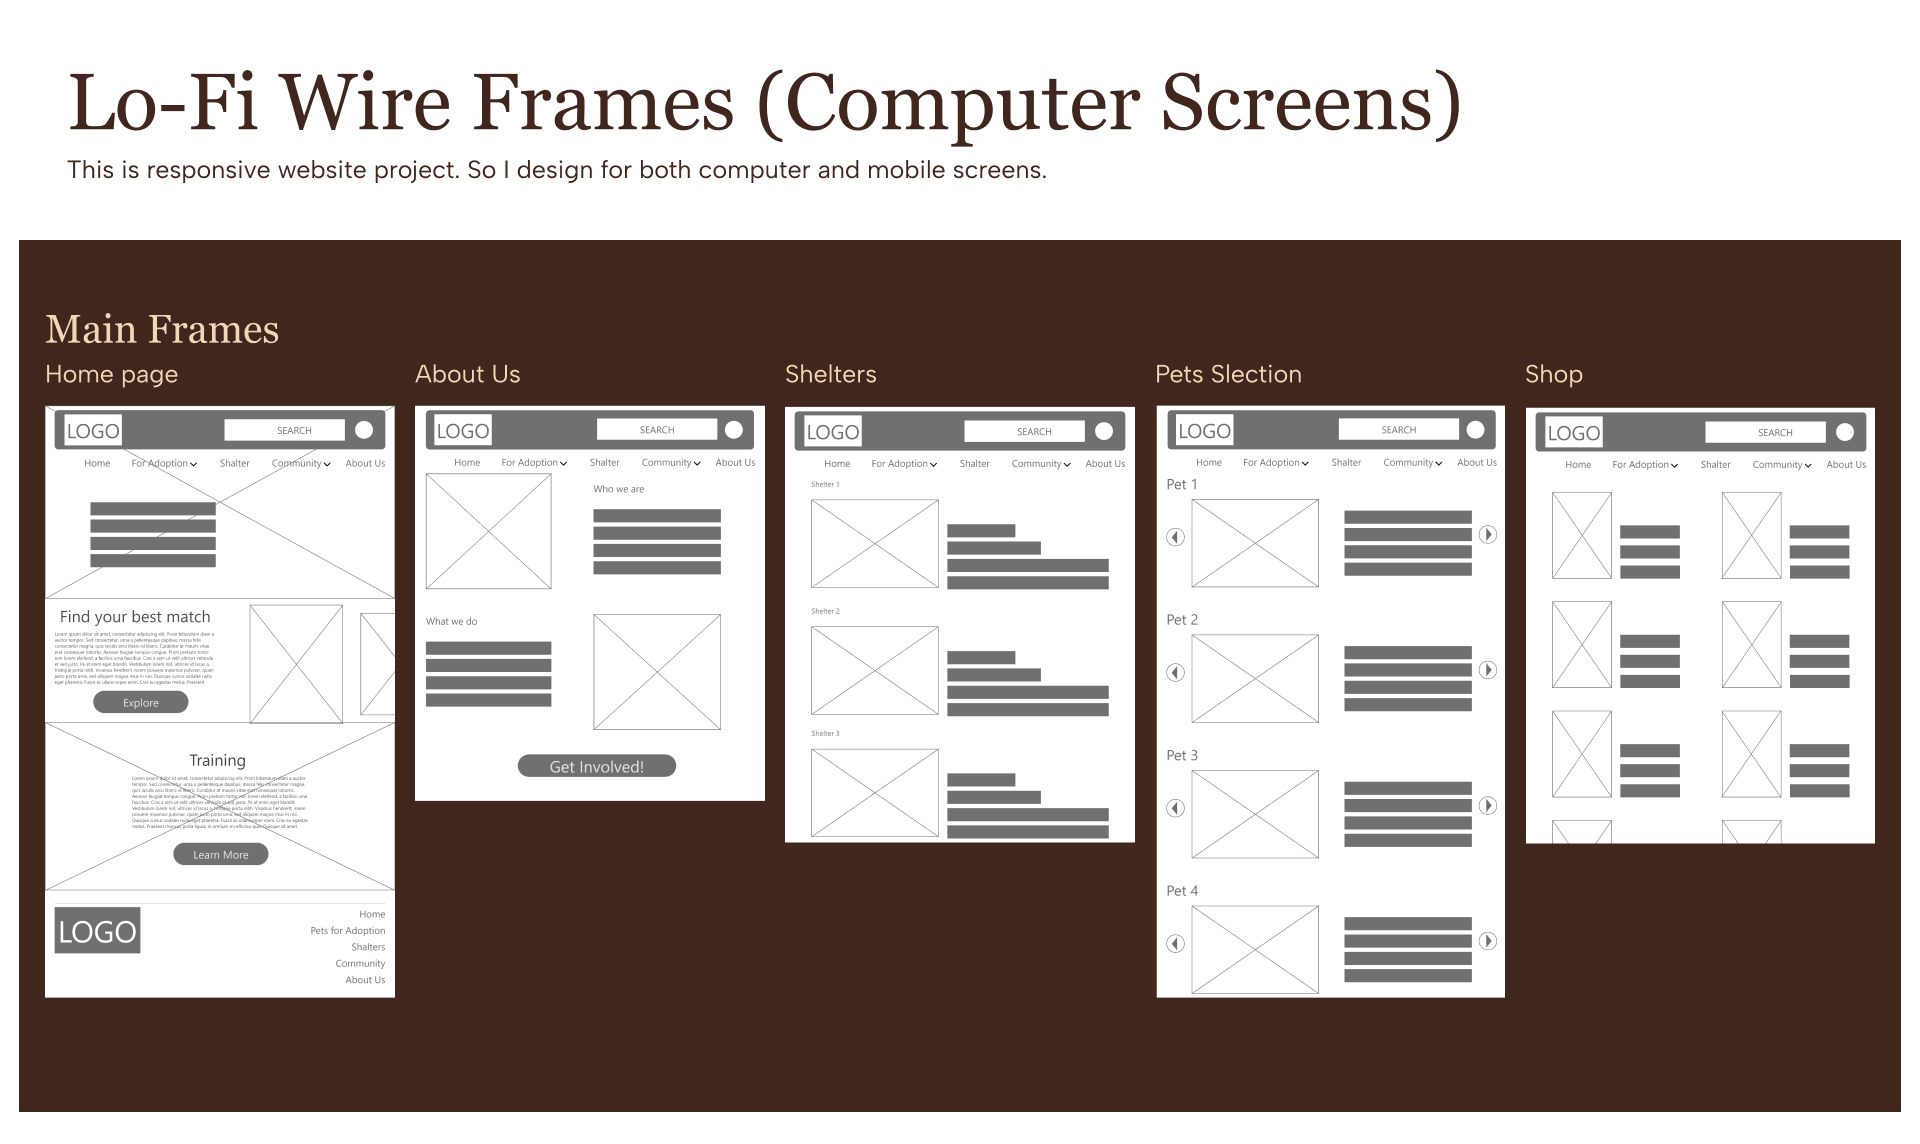 Lo-Fi Wire Frames (Computer Screens)
This is responsive website project. So I design for both computer and mobile screens.
Main Frames
Home page
LOGO
SEARCH
Home For Adoption Shalter Community About Us
Find your best match
Explore
Training
Learn More
LOGO
Home
Pets for Adoption
Shalters
Community
About Us
About Us
LOGO
SEARCH
Home For Adoption Shalter Community About Us
Who we are
What we do
Get Involved!
Shelters
LOGO
SEARCH
Home For Adoption Shalter Community About Us
Shelter 1
Shelter 2
Shelter 3
Pets Slection
LOGO
SEARCH
Home For Adoption Shalter Community About Us
Pet 1
Pet 2
Pet 3
Pet 4
Shop
LOGO
SEARCH
Home For Adoption Shalter Community About Us